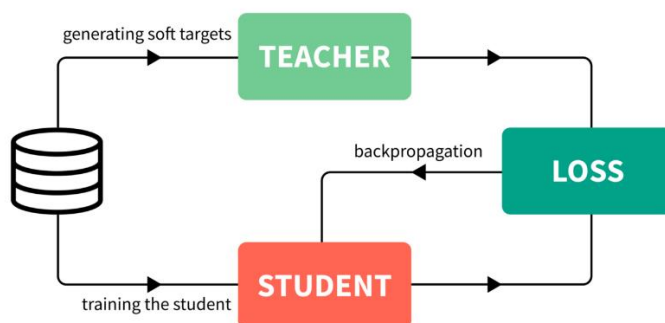 generating soft targets
TEACHER
backpropagation
LOSS
STUDENT
training the student